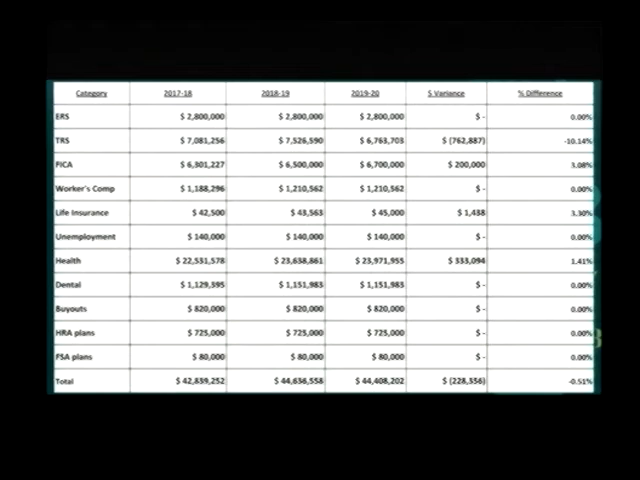 Category 2017-18 2018-19 2019-20 $ Variance % Difference
ERS $ 2,800,000 $ 2,800,000 $ 2,800,000 $ - 0.00%
TRS $ 7,081,256 $ 7,526,590 $ 6,763,703 $ (762,887) -10.14%
FICA $ 6,301,227 $ 6,500,000 $ 6,700,000 $ 200,000 3.08%
Worker's Comp $ 1,188,296 $ 1,210,562 $ 1,210,562 $ - 0.00%
Life Insurance $ 42,500 $ 43,563 $ 45,000 $ 1,438 3.30%
Unemployment $ 140,000 $ 140,000 $ 140,000 $ - 0.00%
Health $ 22,531,578 $ 23,638,861 $ 23,971,955 $ 333,094 1.41%
Dental $ 1,129,395 $ 1,151,983 $ 1,151,983 $ - 0.00%
Buyouts $ 820,000 $ 820,000 $ 820,000 $ - 0.00%
HRA plans $ 725,000 $ 725,000 $ 725,000 $ - 0.00%
FSA plans $ 80,000 $ 80,000 $ 80,000 $ - 0.00%
Total $ 42,839,252 $ 44,636,558 $ 44,408,202 $ (228,356) -0.51%